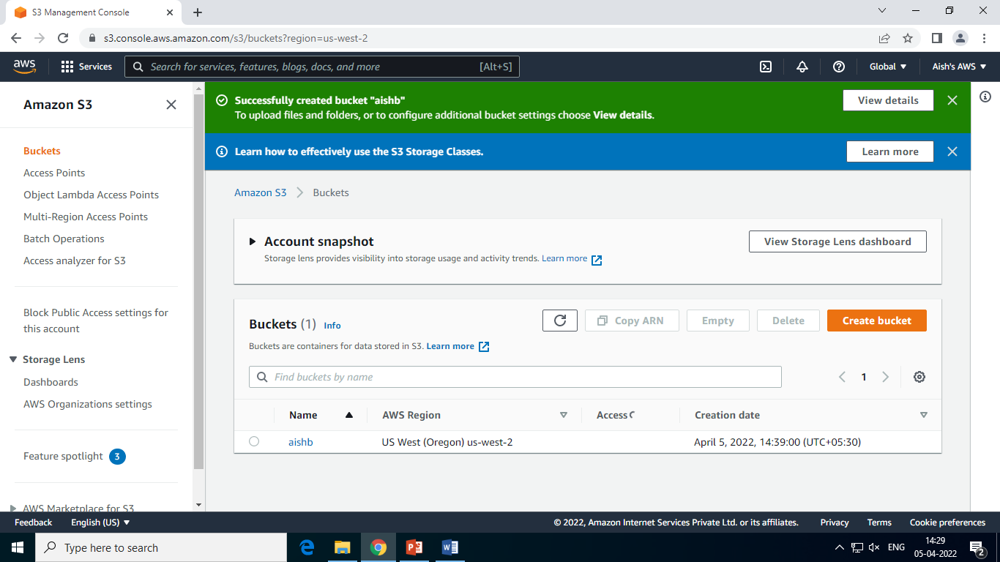 S3 Management Console
s3.console.aws.amazon.com/s3/buckets?region=us-west-2
aws
Services
Search for services, features, blogs, docs, and more
[Alt+S]
Global
Aish's AWS
Amazon S3
Buckets
Access Points
Object Lambda Access Points
Multi-Region Access Points
Batch Operations
Access analyzer for S3
Block Public Access settings for
this account
Storage Lens
Dashboards
AWS Organizations settings
Feature spotlight 3
AWS Marketplace for S3
Successfully created bucket "aishb"
To upload files and folders, or to configure additional bucket settings choose View details.
View details
Learn how to effectively use the S3 Storage Classes.
Learn more
Amazon S3 Buckets
Account snapshot
Storage lens provides visibility into storage usage and activity trends. Learn more
View Storage Lens dashboard
Buckets (1) Info
Copy ARN
Empty
Delete
Create bucket
Buckets are containers for data stored in S3. Learn more
Find buckets by name
1
Name AWS Region Access Creation date
aishb US West (Oregon) us-west-2 April 5, 2022, 14:39:00 (UTC+05:30)
Feedback English (US) © 2022, Amazon Internet Services Private Ltd. or its affiliates. Privacy Terms Cookie preferences
Type here to search
ENG
14:29
05-04-2022
2